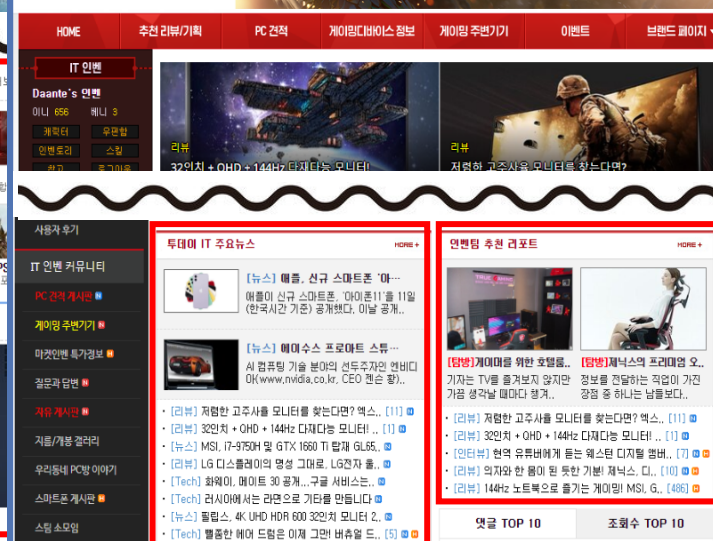 HOME
추천 리뷰/기획
PC 견적
게이밍디바이스 정보
게이밍 주변기기
이벤트
브랜드 페이지
IT 인벤
Daante's 인벤
이니 656
베니 3
캐릭터
우편함
인벤토리
스킬
창고
로그아웃
리뷰
32인치 + QHD + 144Hz 다재다능 모니터!
리뷰
저렴한 고주사율 모니터를 찾는다면?
사용자 후기
IT 인벤 커뮤니티
PC 견적 게시판 N
게이밍 주변기기 N
마켓인벤 특가정보 N
질문과 답변 N
자유 게시판 N
지름/개봉 갤러리
우리동네 PC방 이야기
스마트폰 게시판 N
스팀 소모임
투데이 IT 주요뉴스
MORE +
[뉴스] 애플, 신규 스마트폰 '아…
애플이 신규 스마트폰, '아이폰11'을 11일
(한국시간 기준) 공개했다. 이날 공개..
[뉴스] 에이수스 프로아트 스튜…
AI 컴퓨팅 기술 분야의 선두주자인 엔비디
아(www.nvidia.co.kr, CEO 젠슨 황)..
[리뷰] 저렴한 고주사율 모니터를 찾는다면? 엑스.. [11] N
[리뷰] 32인치 + QHD + 144Hz 다재다능 모니터! .. [1] N
[뉴스] MSI, i7-9750H 및 GTX 1660 Ti 탑재 GL65.. N
[리뷰] LG 디스플레이의 명성 그대로, LG전자 울.. N
[Tech] 화웨이, 메이트 30 공개...구글 서비스는.. N
[Tech] 러시아에서는 라면으로 기타를 만듭니다 N
[뉴스] 필립스, 4K UHD HDR 600 32인치 모니터 2.. N
[Tech] 뻘쭘한 에어 드럼은 이제 그만! 버츄얼 드.. [5] N
인벤팀 추천 리포트
MORE +
[탐방]게이머를 위한 호텔룸..
기자는 TV를 즐겨보지 않지만
가끔 생각날 때마다 챙겨..
[탐방]제닉스의 프리미엄 오..
정보를 전달하는 직업이 가진
장점 중 하나는 남들보다..
[리뷰] 저렴한 고주사율 모니터를 찾는다면? 엑스.. [11] N
[리뷰] 32인치 + QHD + 144Hz 다재다능 모니터! .. [1] N
[인터뷰] 현역 유튜버에게 듣는 웨스턴 디지털 앰버.. [7] N
[리뷰] 의자와 한 몸이 된 듯한 기분! 제닉스, 디.. [10] N
[리뷰] 144Hz 노트북으로 즐기는 게이밍! MSI, G.. [486]
댓글 TOP 10
조회수 TOP 10